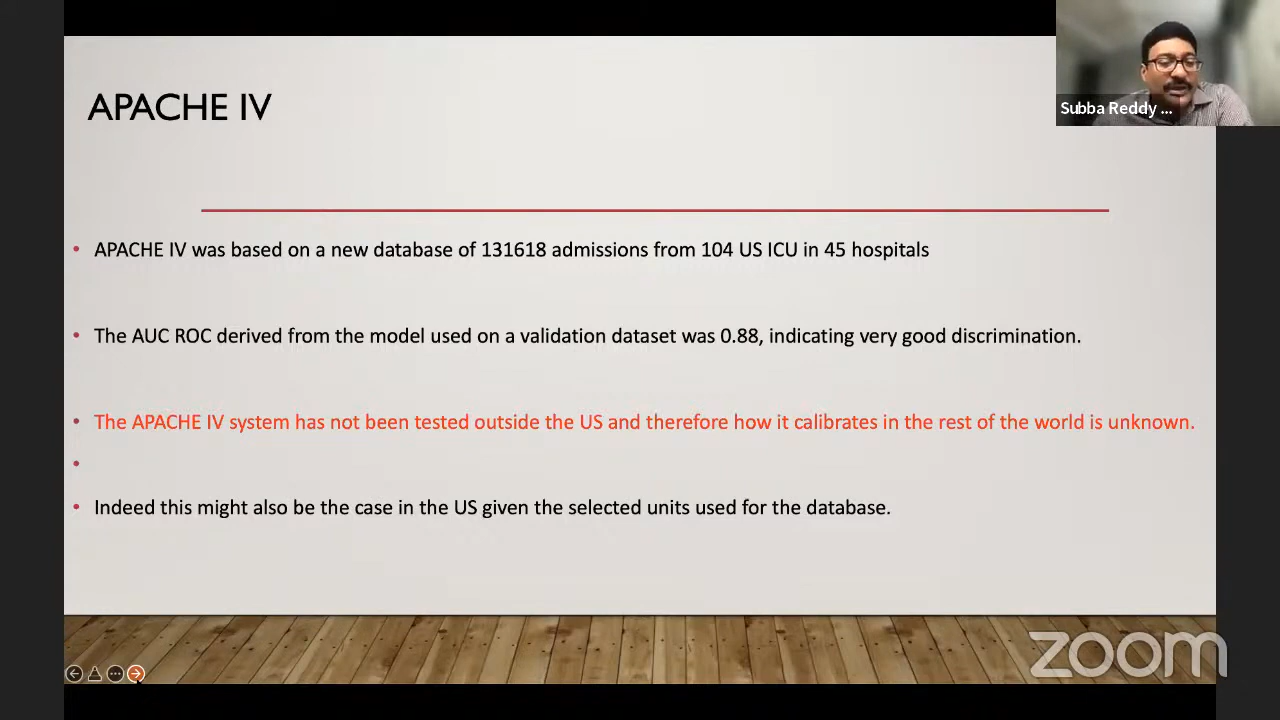 Subba Reddy ...
APACHE IV
APACHE IV was based on a new database of 131618 admissions from 104 US ICU in 45 hospitals
The AUC ROC derived from the model used on a validation dataset was 0.88, indicating very good discrimination.
The APACHE IV system has not been tested outside the US and therefore how it calibrates in the rest of the world is unknown.
Indeed this might also be the case in the US given the selected units used for the database.
zoom